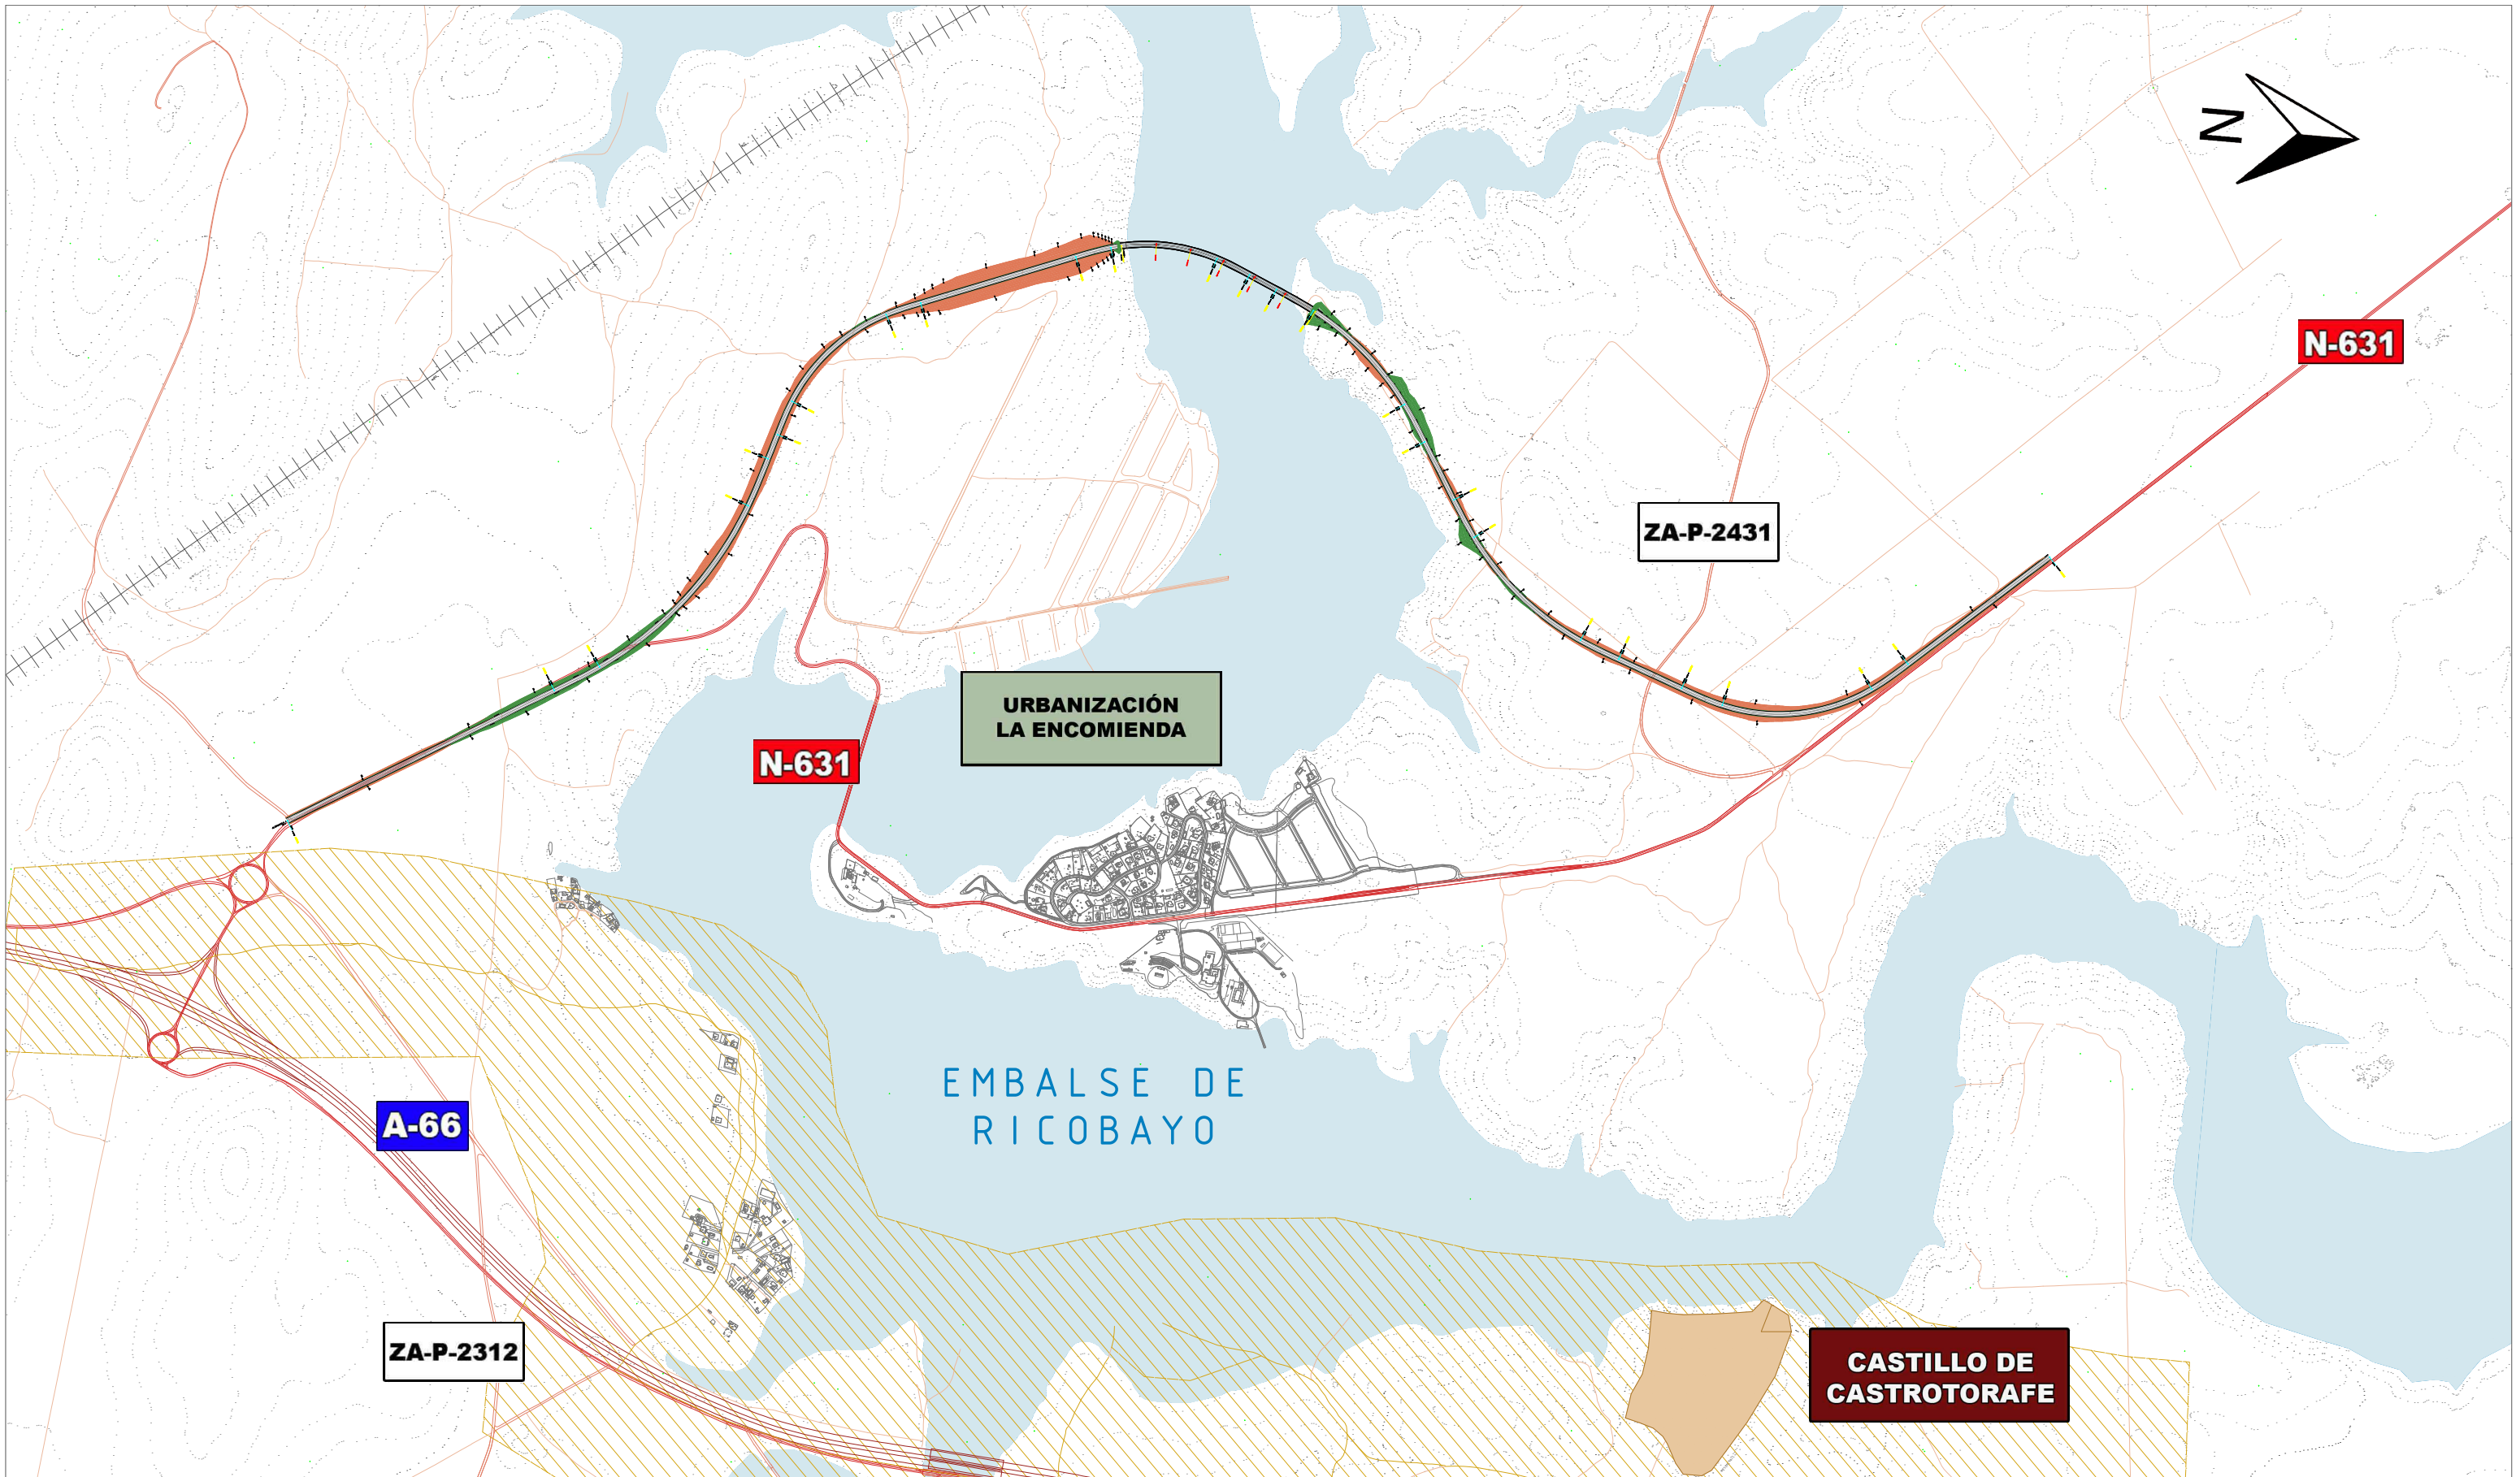 N
N-631
ZA-P-2431
URBANIZACIÓN
LA ENCOMIENDA
N-631
EMBALSE DE
RICOBAYO
A-66
ZA-P-2312
CASTILLO DE
CASTROTORAFE